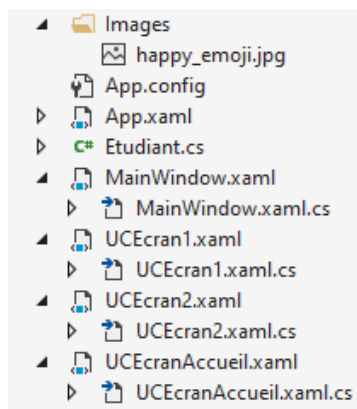 Images
happy_emoji.jpg
App.config
App.xaml
C# Etudiant.cs
MainWindow.xaml
MainWindow.xaml.cs
UCEcran1.xaml
UCEcran1.xaml.cs
UCEcran2.xaml
UCEcran2.xaml.cs
UCEcranAccueil.xaml
UCEcranAccueil.xaml.cs